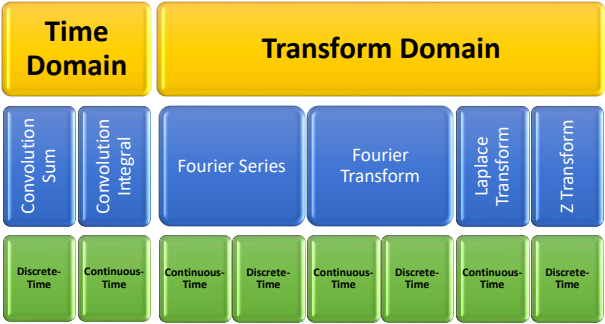 Time
Domain
Transform Domain
Convolution
Sum
Convolution
Integral
Fourier Series
Fourier
Transform
Laplace
Transform
Z Transform
Discrete-
Time
Continuous-
Time
Continuous-
Time
Discrete-
Time
Continuous-
Time
Discrete-
Time
Continuous-
Time
Discrete-
Time